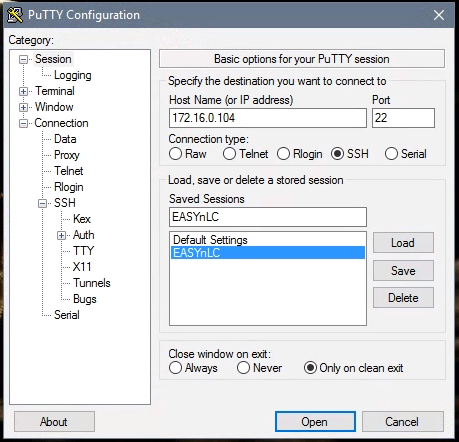 PuTTY Configuration
Category:
Session
Logging
Terminal
Window
Connection
Data
Proxy
Telnet
Rlogin
SSH
Kex
Auth
TTY
X11
Tunnels
Bugs
Serial
Basic options for your PuTTY session
Specify the destination you want to connect to
Host Name (or IP address) Port
172.16.0.104 22
Connection type:
Raw Telnet Rlogin SSH Serial
Load, save or delete a stored session
Saved Sessions
EASYnLC
Default Settings
EASYnLC
Load
Save
Delete
Close window on exit:
Always Never Only on clean exit
About Open Cancel